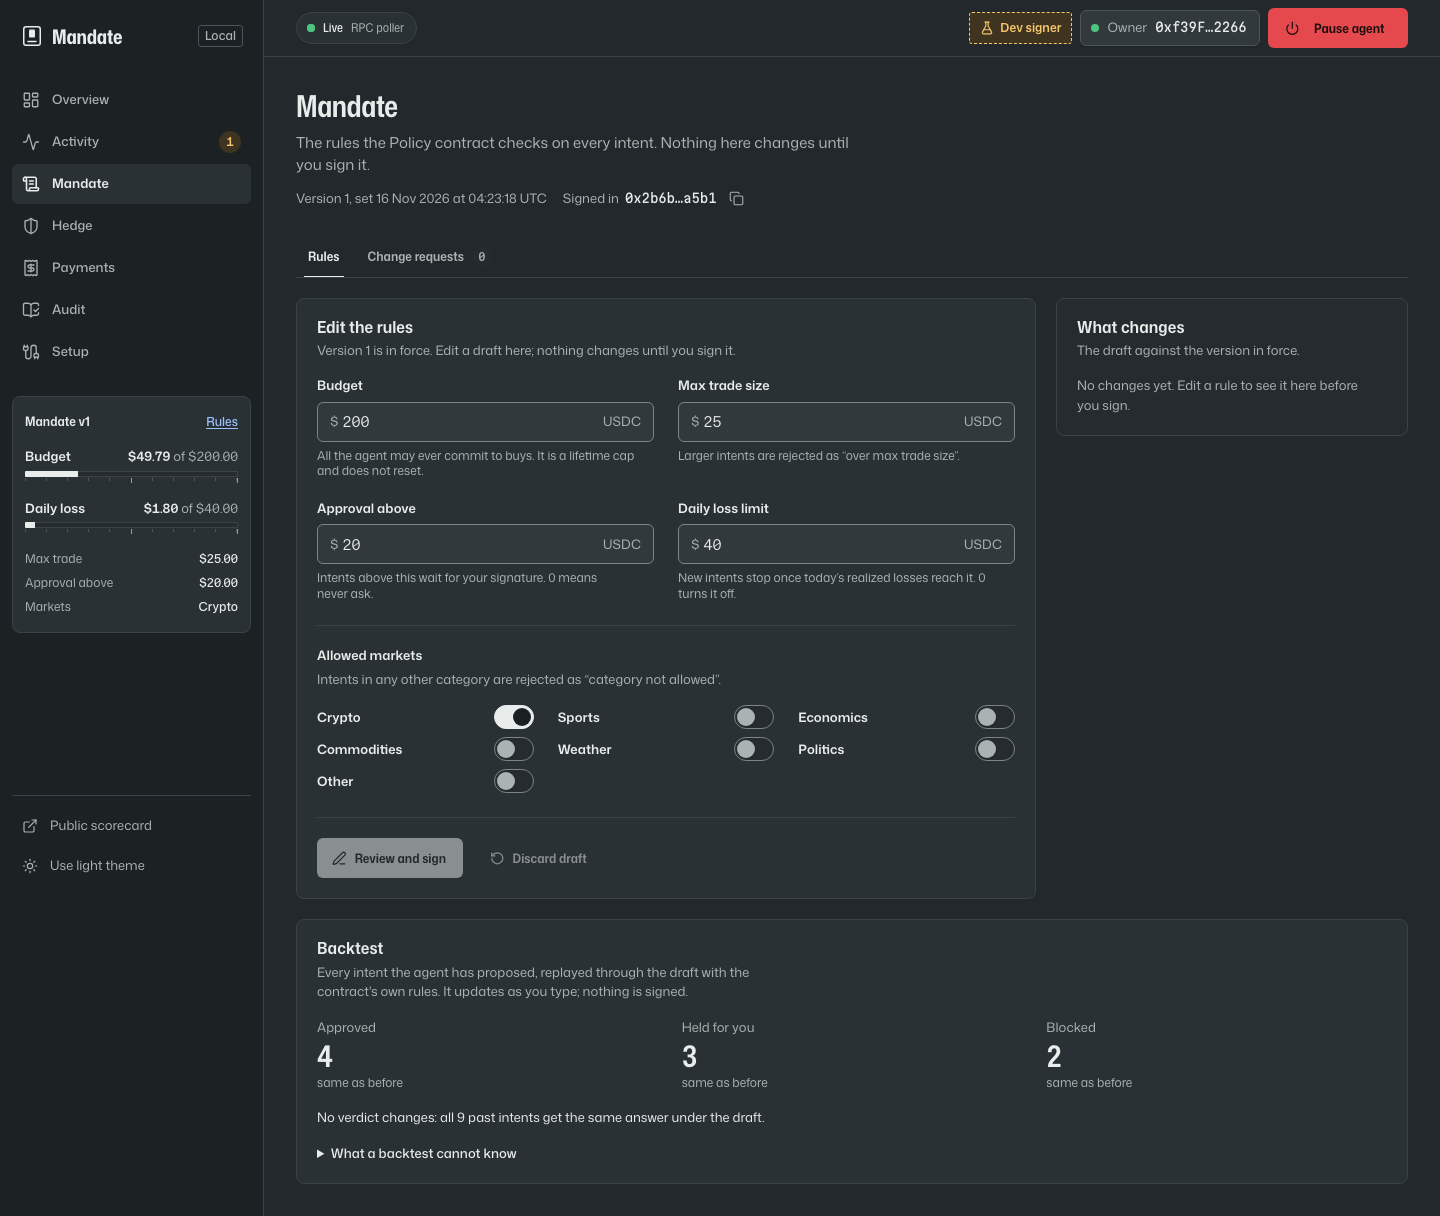 Mandate
Local
Overview
Activity
1
Mandate
Hedge
Payments
Audit
Setup
Mandate v1
Rules
Budget
$49.79 of $200.00
Daily loss
$1.80 of $40.00
Max trade
$25.00
Approval above
$20.00
Markets
Crypto
Public scorecard
Use light theme
Live RPC poller
Dev signer
Owner 0xf39F…2266
Pause agent
Mandate
The rules the Policy contract checks on every intent. Nothing here changes until
you sign it.
Version 1, set 16 Nov 2026 at 04:23:18 UTC
Signed in 0x2b6b…a5b1
Rules
Change requests 0
Edit the rules
Version 1 is in force. Edit a draft here; nothing changes until you sign it.
Budget
$ 200 USDC
All the agent may ever commit to buys. It is a lifetime cap
and does not reset.
Max trade size
$ 25 USDC
Larger intents are rejected as “over max trade size”.
Approval above
$ 20 USDC
Intents above this wait for your signature. 0 means
never ask.
Daily loss limit
$ 40 USDC
New intents stop once today’s realized losses reach it. 0
turns it off.
Allowed markets
Intents in any other category are rejected as “category not allowed”.
Crypto
Sports
Economics
Commodities
Weather
Politics
Other
Review and sign
Discard draft
What changes
The draft against the version in force.
No changes yet. Edit a rule to see it here before
you sign.
Backtest
Every intent the agent has proposed, replayed through the draft with the
contract's own rules. It updates as you type; nothing is signed.
Approved
4
same as before
Held for you
3
same as before
Blocked
2
same as before
No verdict changes: all 9 past intents get the same answer under the draft.
What a backtest cannot know